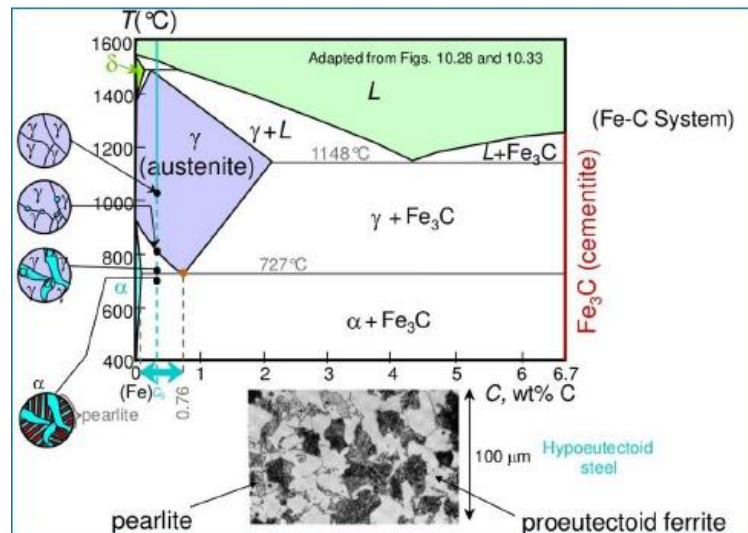 T(°C)
1600
δ
Adapted from Figs. 10.28 and 10.33
L
1400
(Fe-C System)
γ γ
γ γ
γ+L
γ
(austenite)
1200
1148°C
L+Fe₃C
1000
γ γ
γ γ
γ + Fe₃C
800
γ γ
γ γ
727°C
α
600
α + Fe₃C
Fe₃C (cementite)
400
0 1 2 3 4 5 6 6.7
α
(Fe)
C₀
0.76
C, wt% C
pearlite
100 μm
Hypoeutectoid
steel
pearlite
proeutectoid ferrite